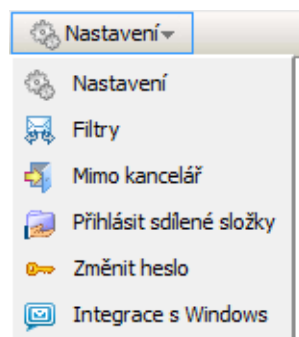 Nastavení
Nastavení
Filtry
Mimo kancelář
Přihlásit sdílené složky
Změnit heslo
Integrace s Windows